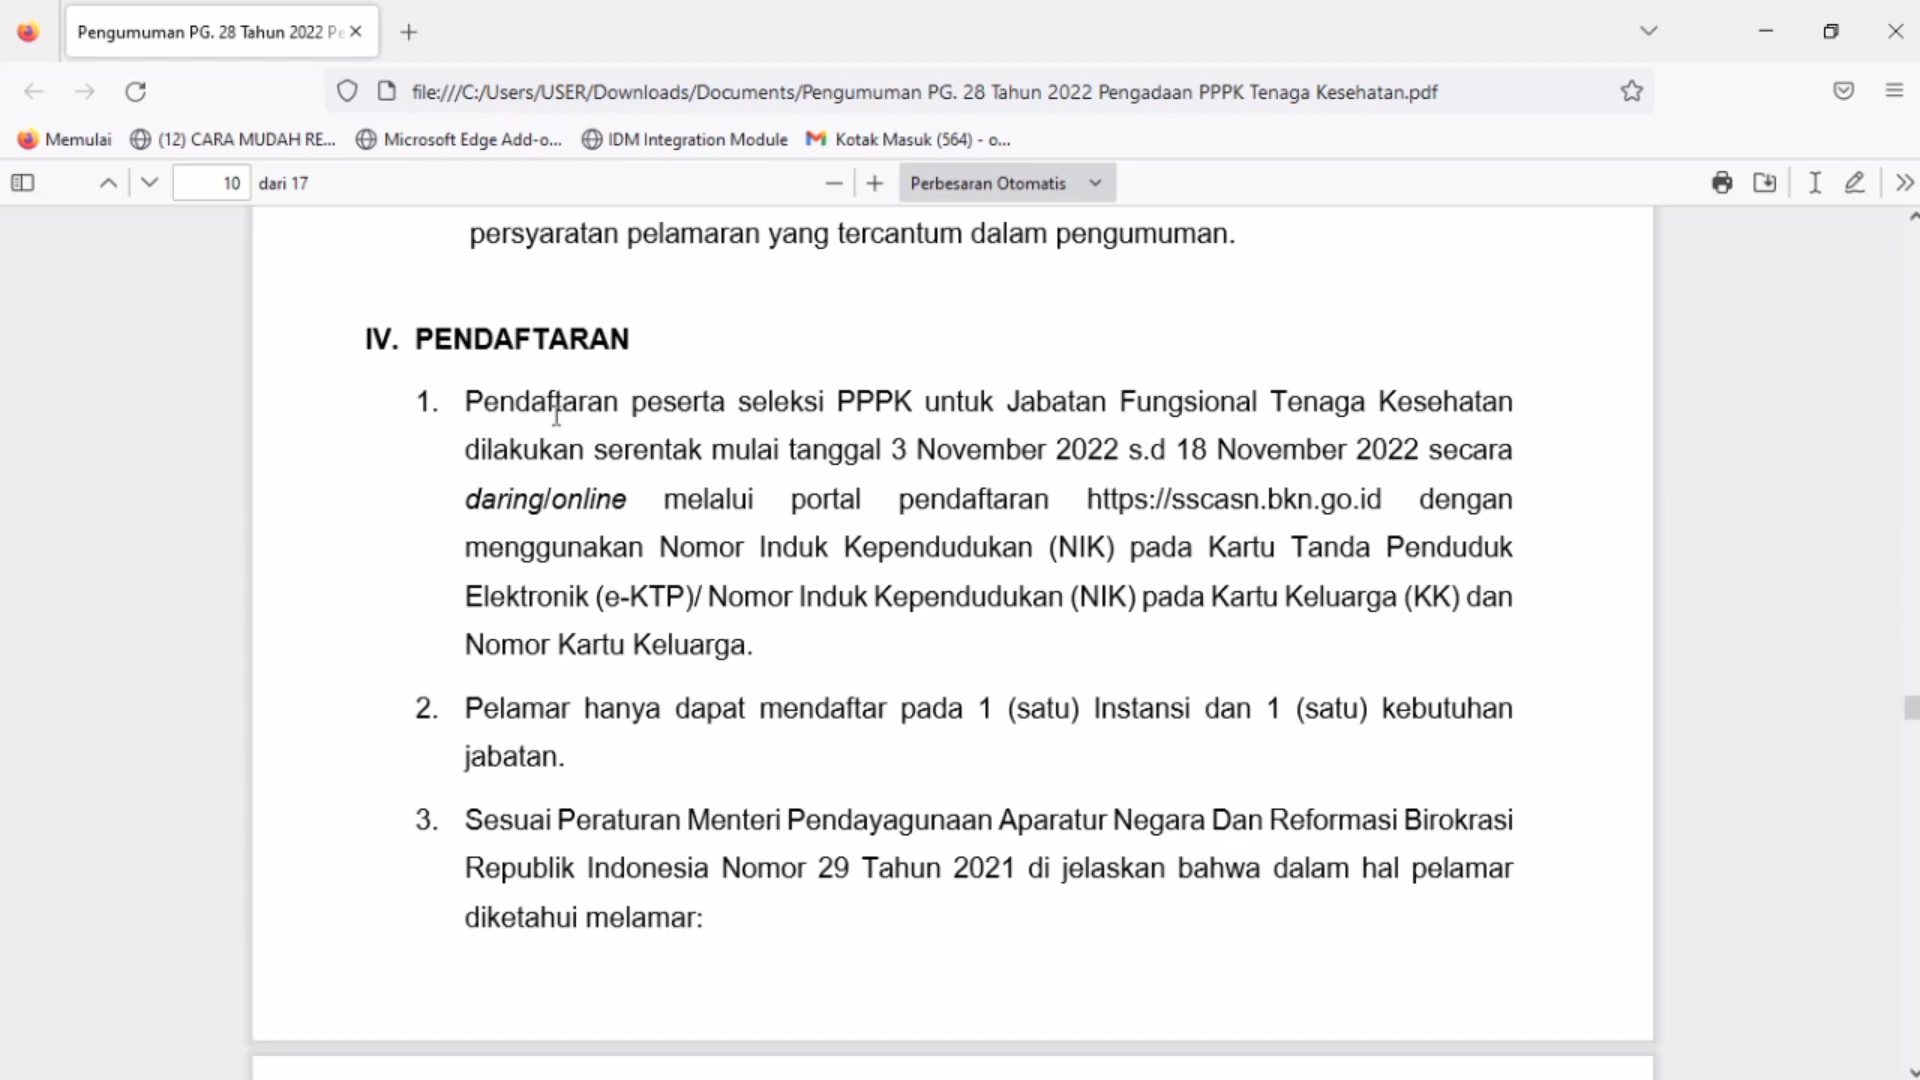 Pengumuman PG. 28 Tahun 2022 Pe
file:///C:/Users/USER/Downloads/Documents/Pengumuman PG. 28 Tahun 2022 Pengadaan PPPK Tenaga Kesehatan.pdf
Memulai (12) CARA MUDAH RE... Microsoft Edge Add-o... IDM Integration Module Kotak Masuk (564) - o...
10 dari 17 Perbesaran Otomatis
persyaratan pelamaran yang tercantum dalam pengumuman.
IV. PENDAFTARAN
1. Pendaftaran peserta seleksi PPPK untuk Jabatan Fungsional Tenaga Kesehatan
dilakukan serentak mulai tanggal 3 November 2022 s.d 18 November 2022 secara
daring/online melalui portal pendaftaran https://sscasn.bkn.go.id dengan
menggunakan Nomor Induk Kependudukan (NIK) pada Kartu Tanda Penduduk
Elektronik (e-KTP)/ Nomor Induk Kependudukan (NIK) pada Kartu Keluarga (KK) dan
Nomor Kartu Keluarga.
2. Pelamar hanya dapat mendaftar pada 1 (satu) Instansi dan 1 (satu) kebutuhan
jabatan.
3. Sesuai Peraturan Menteri Pendayagunaan Aparatur Negara Dan Reformasi Birokrasi
Republik Indonesia Nomor 29 Tahun 2021 di jelaskan bahwa dalam hal pelamar
diketahui melamar: